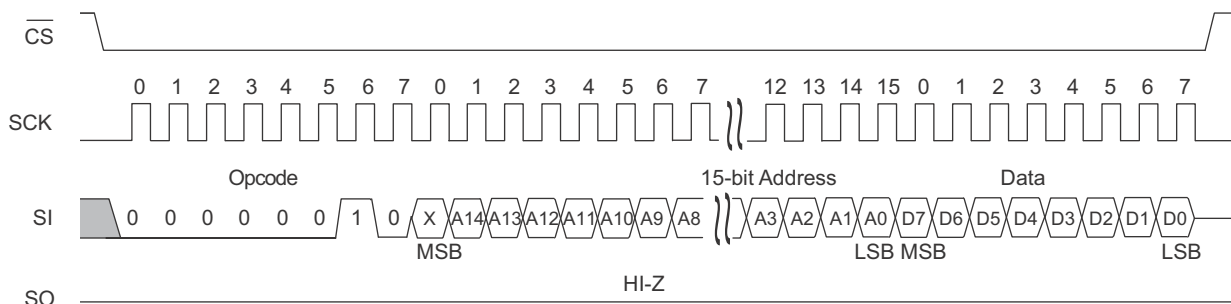 CS
0 1 2 3 4 5 6 7 0 1 2 3 4 5 6 7 12 13 14 15 0 1 2 3 4 5 6 7
SCK
Opcode 15-bit Address Data
SI 0 0 0 0 0 0 1 0 X A14 A13 A12 A11 A10 A9 A8 A3 A2 A1 A0 D7 D6 D5 D4 D3 D2 D1 D0
MSB LSB MSB LSB
HI-Z
SO